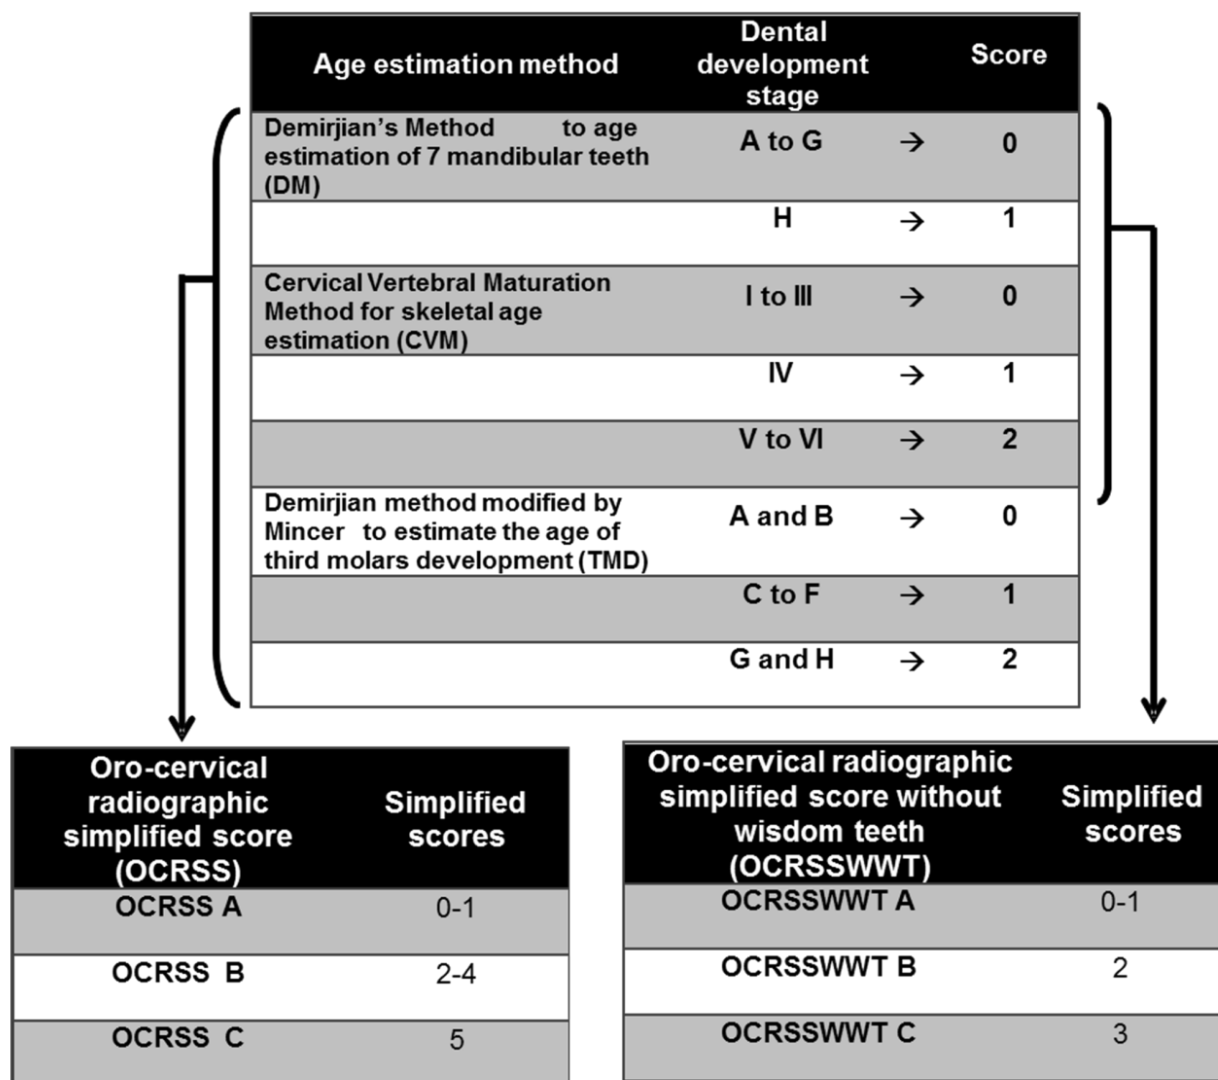 Age estimation method
Dental
development
stage
Score
Demirjian's Method to age
estimation of 7 mandibular teeth
(DM)
A to G → 0
H → 1
Cervical Vertebral Maturation
Method for skeletal age
estimation (CVM)
I to III → 0
IV → 1
V to VI → 2
Demirjian method modified by
Mincer to estimate the age of
third molars development (TMD)
A and B → 0
C to F → 1
G and H → 2
Oro-cervical
radiographic
simplified score
(OCRSS)
Simplified
scores
OCRSS A 0-1
OCRSS B 2-4
OCRSS C 5
Oro-cervical radiographic
simplified score without
wisdom teeth
(OCRSSWWT)
Simplified
scores
OCRSSWWT A 0-1
OCRSSWWT B 2
OCRSSWWT C 3